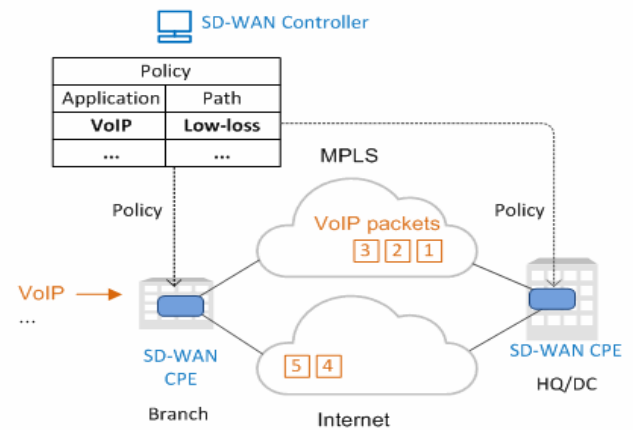 SD-WAN Controller
Policy
Application Path
VoIP Low-loss
... ...
MPLS
Policy
Policy
VoIP packets
3 2 1
VoIP
...
SD-WAN
CPE
Branch
5 4
SD-WAN CPE
HQ/DC
Internet